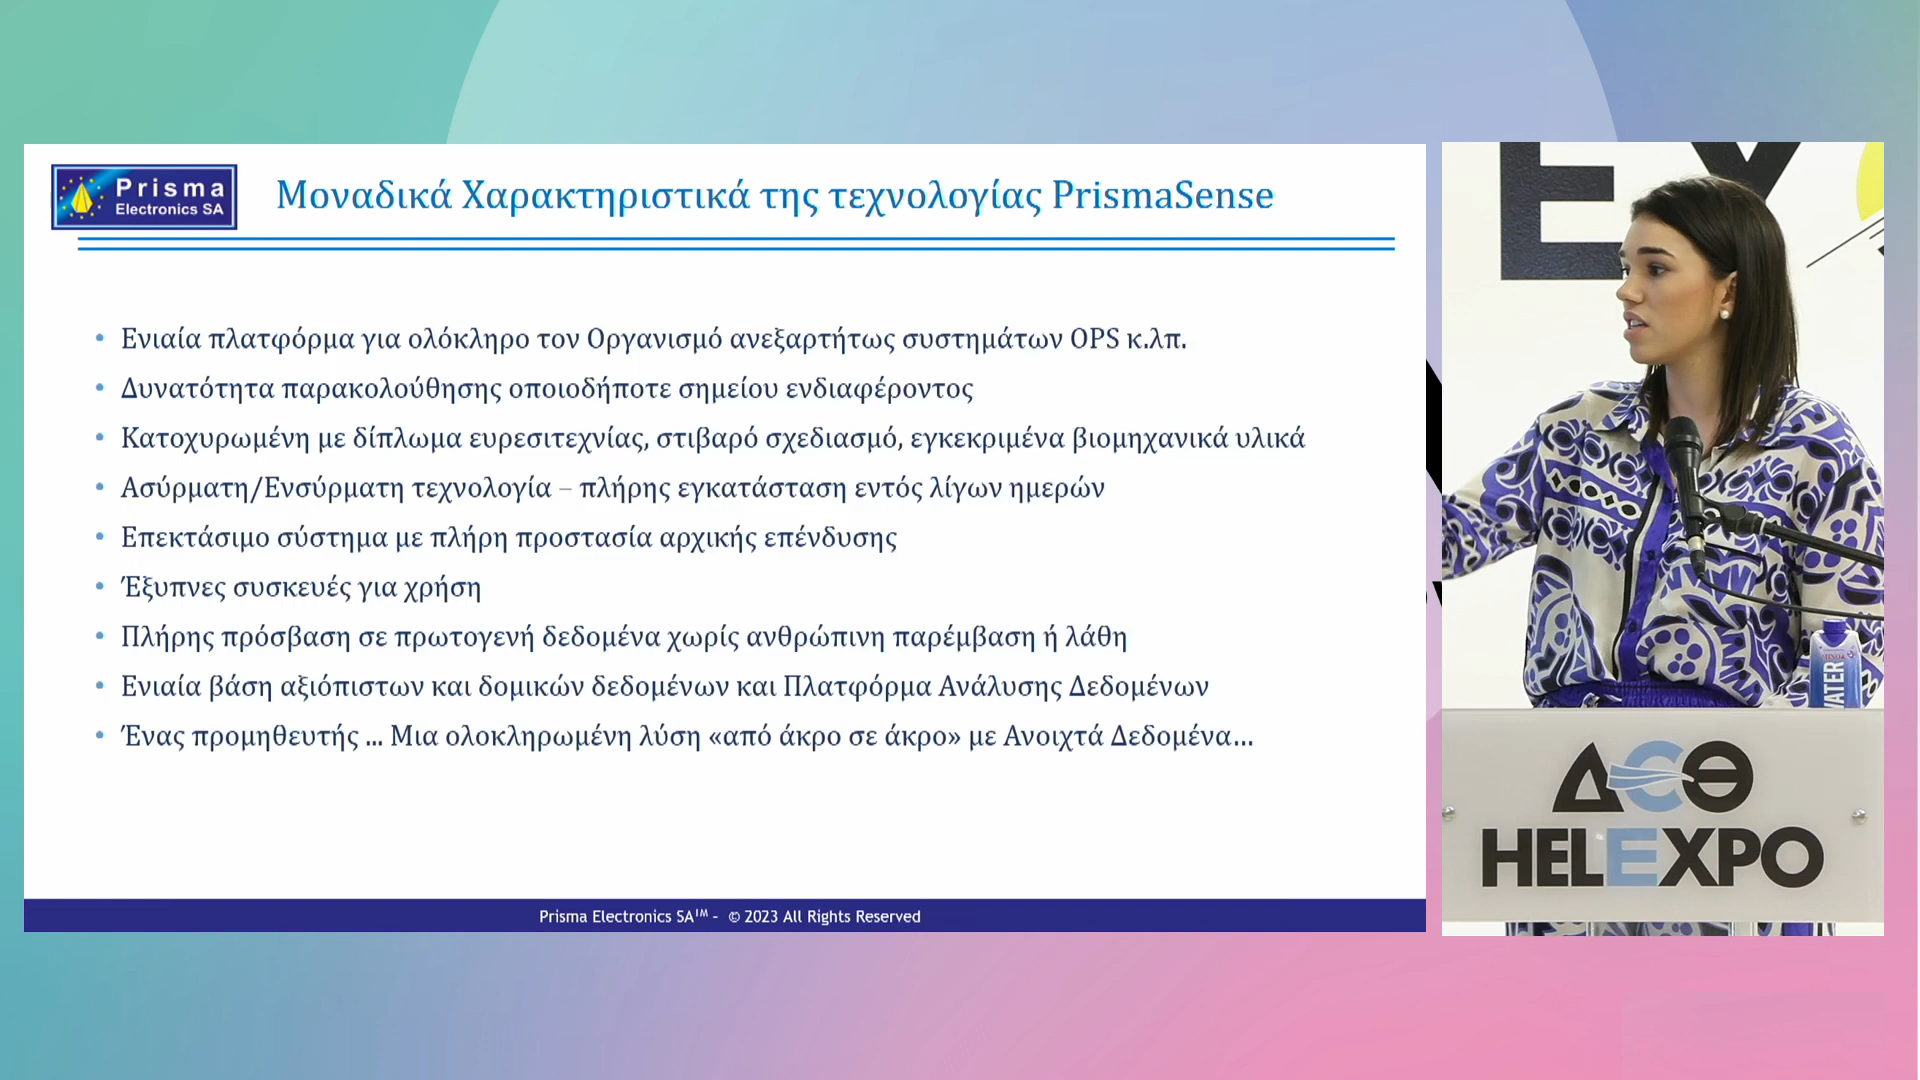 Prisma
Electronics SA
Μοναδικά Χαρακτηριστικά της τεχνολογίας PrismaSense
• Ενιαία πλατφόρμα για ολόκληρο τον Οργανισμό ανεξαρτήτως συστημάτων OPS κ.λπ.
• Δυνατότητα παρακολούθησης οποιοδήποτε σημείου ενδιαφέροντος
• Κατοχυρωμένη με δίπλωμα ευρεσιτεχνίας, στιβαρό σχεδιασμό, εγκεκριμένα βιομηχανικά υλικά
• Ασύρματη/Ενσύρματη τεχνολογία – πλήρης εγκατάσταση εντός λίγων ημερών
• Επεκτάσιμο σύστημα με πλήρη προστασία αρχικής επένδυσης
• Έξυπνες συσκευές για χρήση
• Πλήρης πρόσβαση σε πρωτογενή δεδομένα χωρίς ανθρώπινη παρέμβαση ή λάθη
• Ενιαία βάση αξιόπιστων και δομικών δεδομένων και Πλατφόρμα Ανάλυσης Δεδομένων
• Ένας προμηθευτής ... Μια ολοκληρωμένη λύση «από άκρο σε άκρο» με Ανοιχτά Δεδομένα...
Prisma Electronics SA™ - © 2023 All Rights Reserved
WATER
ΔΕΘ
HELEXPO